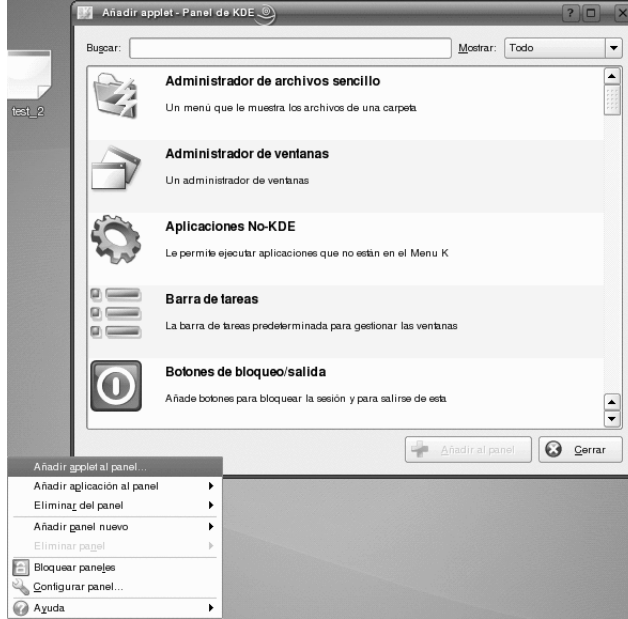 Añadir applet - Panel de KDE
Buscar:
Mostrar: Todo
test_2
Administrador de archivos sencillo
Un menú que le muestra los archivos de una carpeta
Administrador de ventanas
Un administrador de ventanas
Aplicaciones No-KDE
Le permite ejecutar aplicaciones que no están en el Menu K
Barra de tareas
La barra de tareas predeterminada para gestionar las ventanas
Botones de bloqueo/salida
Añade botones para bloquear la sesión y para salirse de esta
Añadir al panel
Cerrar
Añadir applet al panel...
Añadir aplicación al panel
Eliminar del panel
Añadir panel nuevo
Eliminar panel
Bloquear paneles
Configurar panel...
Ayuda